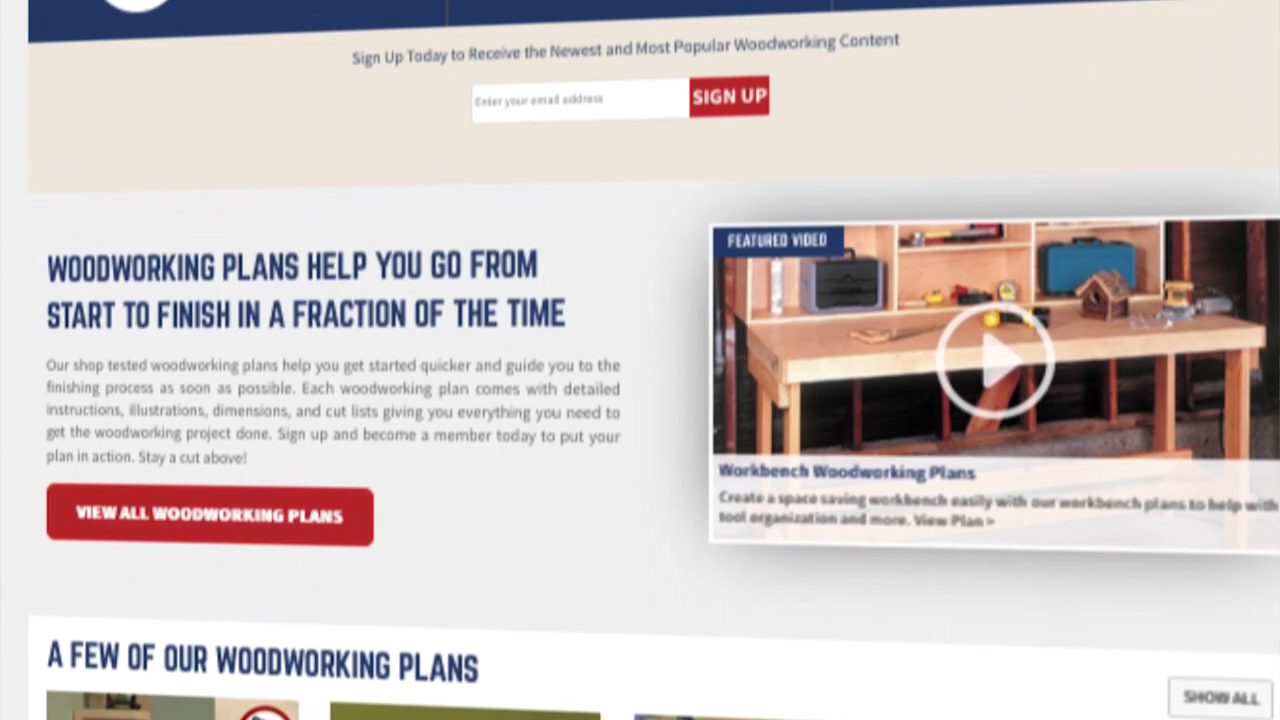 Sign Up Today to Receive the Newest and Most Popular Woodworking Content
Enter your email address
SIGN UP
WOODWORKING PLANS HELP YOU GO FROM
START TO FINISH IN A FRACTION OF THE TIME
Our shop tested woodworking plans help you get started quicker and guide you to the
finishing process as soon as possible. Each woodworking plan comes with detailed
instructions, illustrations, dimensions, and cut lists giving you everything you need to
get the woodworking project done. Sign up and become a member today to put your
plan in action. Stay a cut above!
VIEW ALL WOODWORKING PLANS
FEATURED VIDEO
Workbench Woodworking Plans
Create a space saving workbench easily with our workbench plans to help with
tool organization and more. View Plan >
A FEW OF OUR WOODWORKING PLANS
SHOW ALL